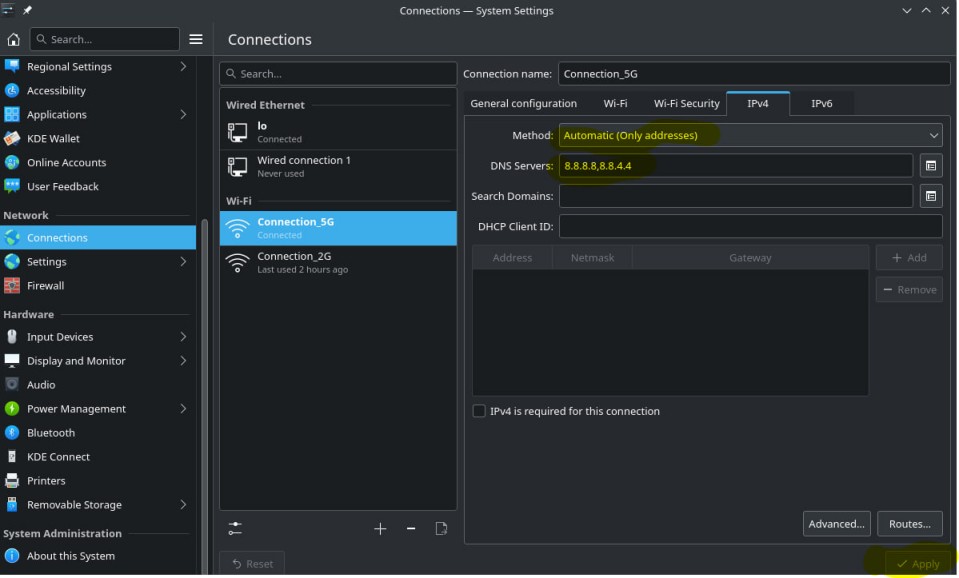 Connections — System Settings
Search...
Regional Settings
Accessibility
Applications
KDE Wallet
Online Accounts
User Feedback
Network
Connections
Settings
Firewall
Hardware
Input Devices
Display and Monitor
Audio
Power Management
Bluetooth
KDE Connect
Printers
Removable Storage
System Administration
About this System
Connections
Search...
Wired Ethernet
lo
Connected
Wired connection 1
Never used
Wi-Fi
Connection_5G
Connected
Connection_2G
Last used 2 hours ago
Reset
Connection name: Connection_5G
General configuration Wi-Fi Wi-Fi Security IPv4 IPv6
Method: Automatic (Only addresses)
DNS Servers: 8.8.8.8,8.8.4.4
Search Domains:
DHCP Client ID:
Address Netmask Gateway
+ Add
− Remove
IPv4 is required for this connection
Advanced... Routes...
Apply